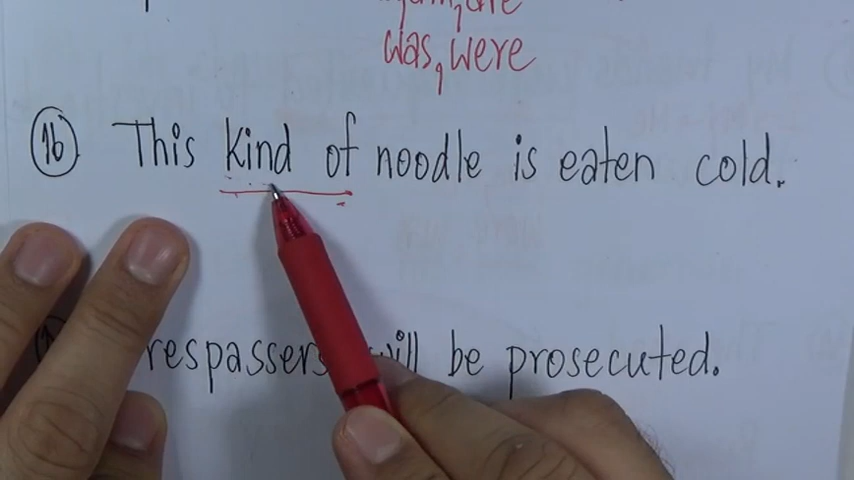 was, were
16 This kind of noodle is eaten cold.
will be prosecuted.